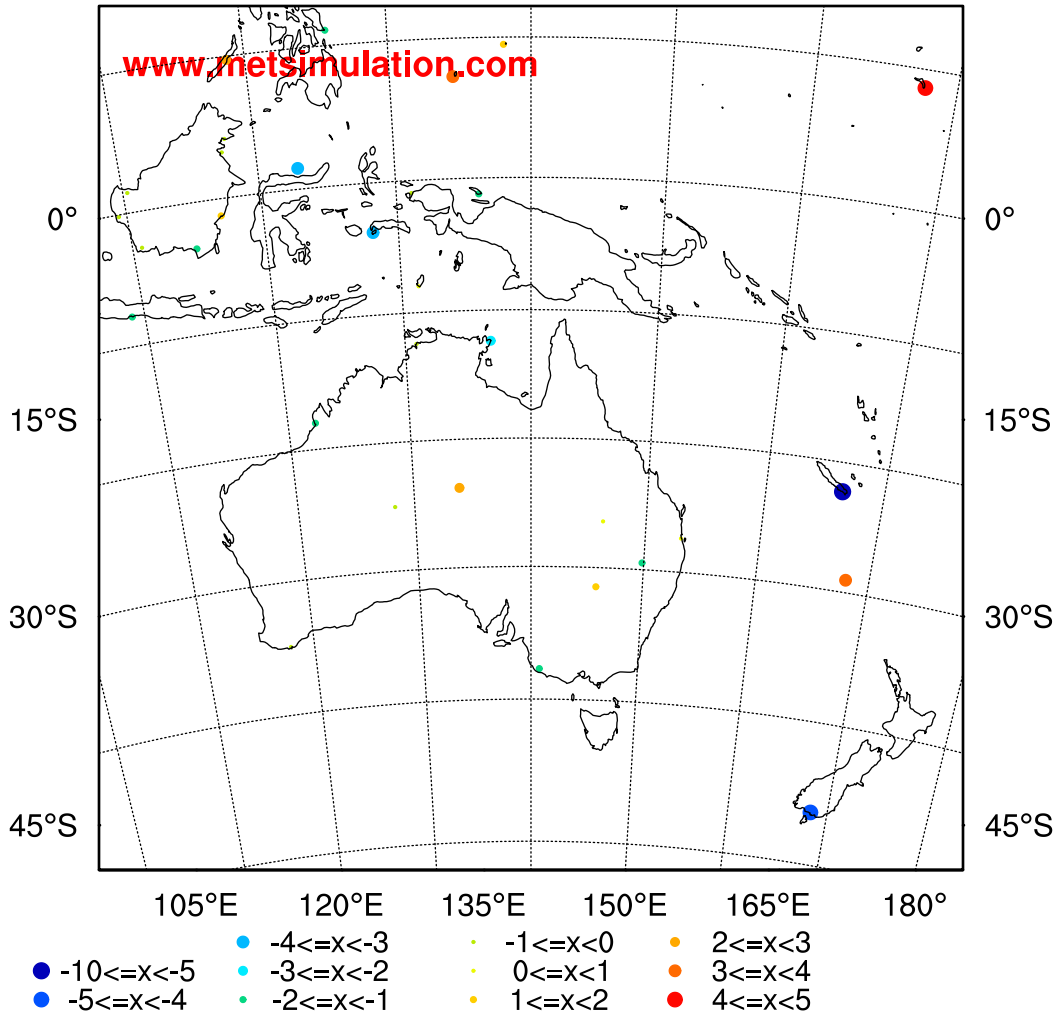 www.metsimulation.com
0° 0°
15°S 15°S
30°S 30°S
45°S 45°S
105°E 120°E 135°E 150°E 165°E 180°
-4<=x<-3 -1<=x<0 2<=x<3
-10<=x<-5 -3<=x<-2 0<=x<1 3<=x<4
-5<=x<-4 -2<=x<-1 1<=x<2 4<=x<5